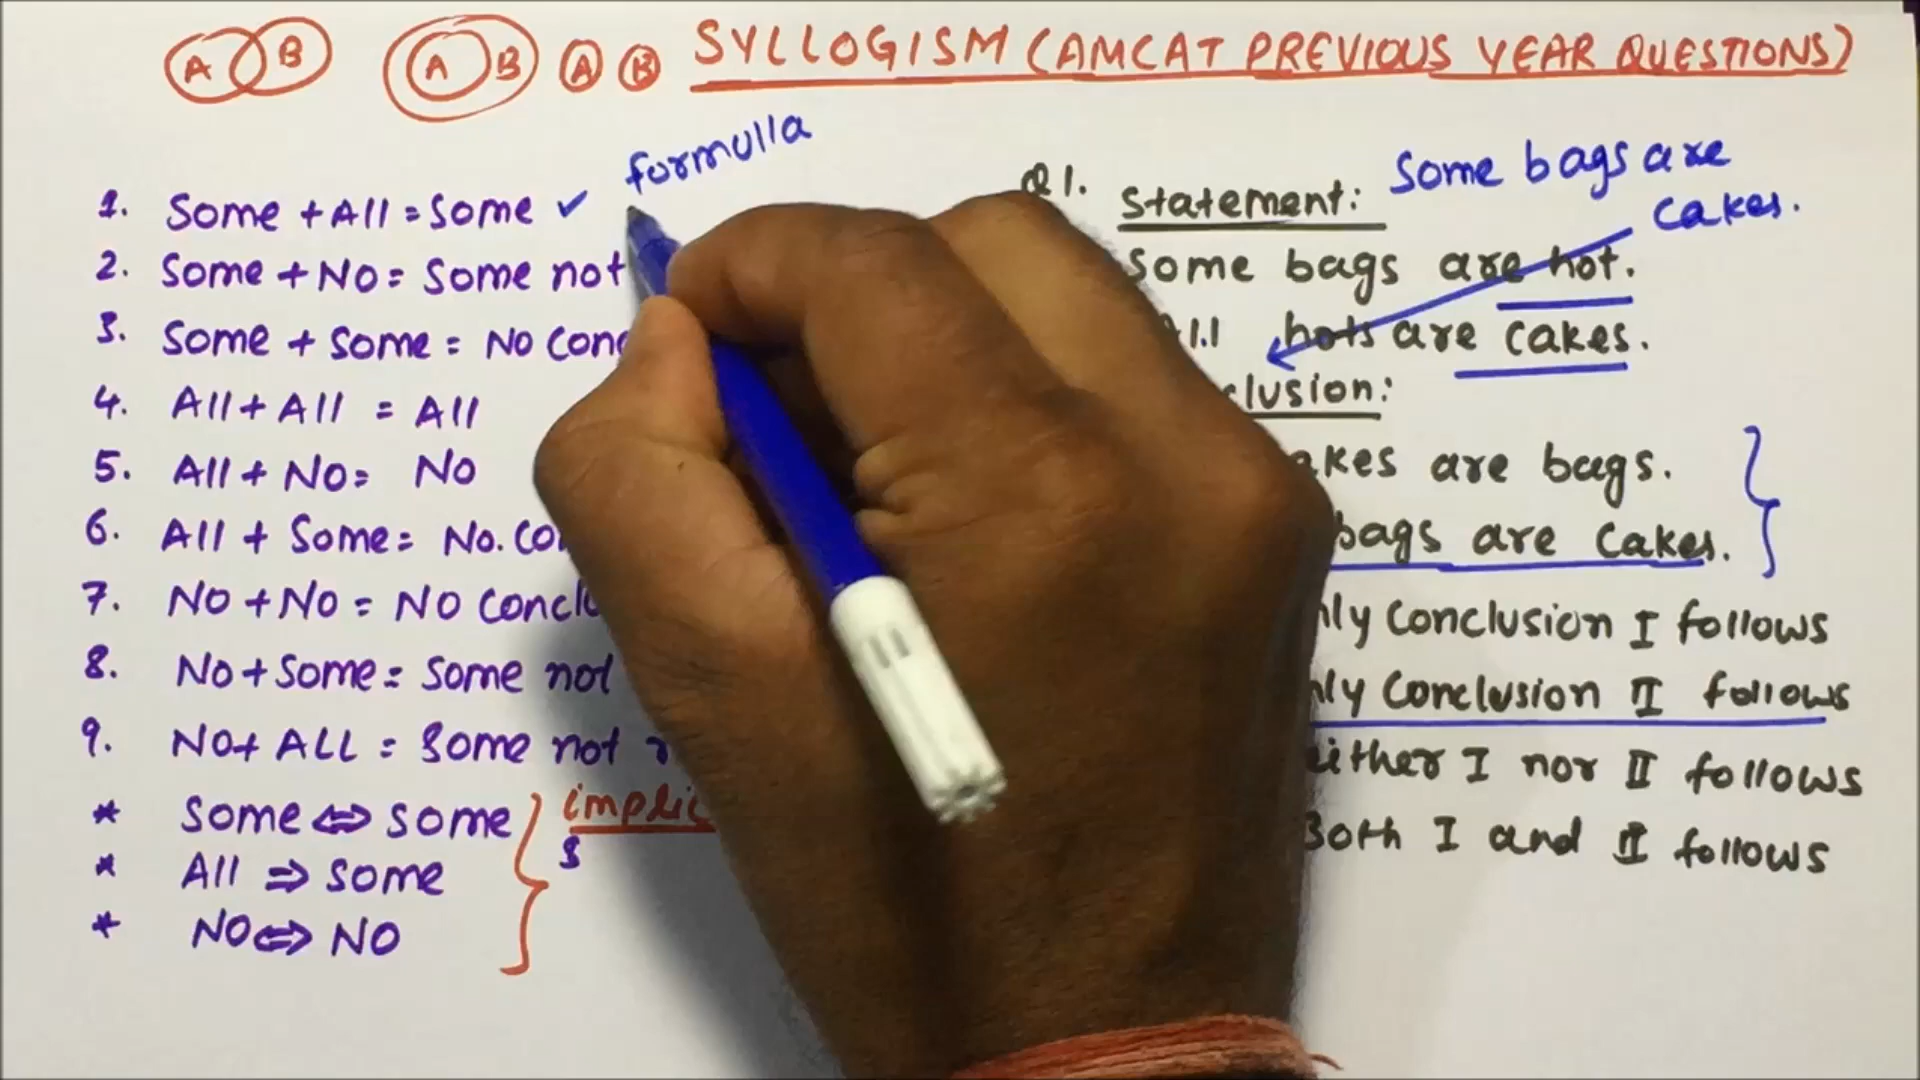 A B A B A B SYLLOGISM (AMCAT PREVIOUS YEAR QUESTIONS)
formulla
1. Some + All = Some ✓
2. Some + No = Some not
3. Some + Some = No
4. All + All = All
5. All + No = No
6. All + Some = No.
7. No + No = No
8. No + Some = Some not
9. No + ALL = Some not
* Some ⇔ Some
* All ⇒ Some
* NO ⇔ NO
Q1. Statement:
Some bags are
cakes.
Some bags are hot.
hots are cakes.
are bags.
bags are cakes.
Conclusion I follows
Conclusion II follows
I nor II follows
Both I and II follows